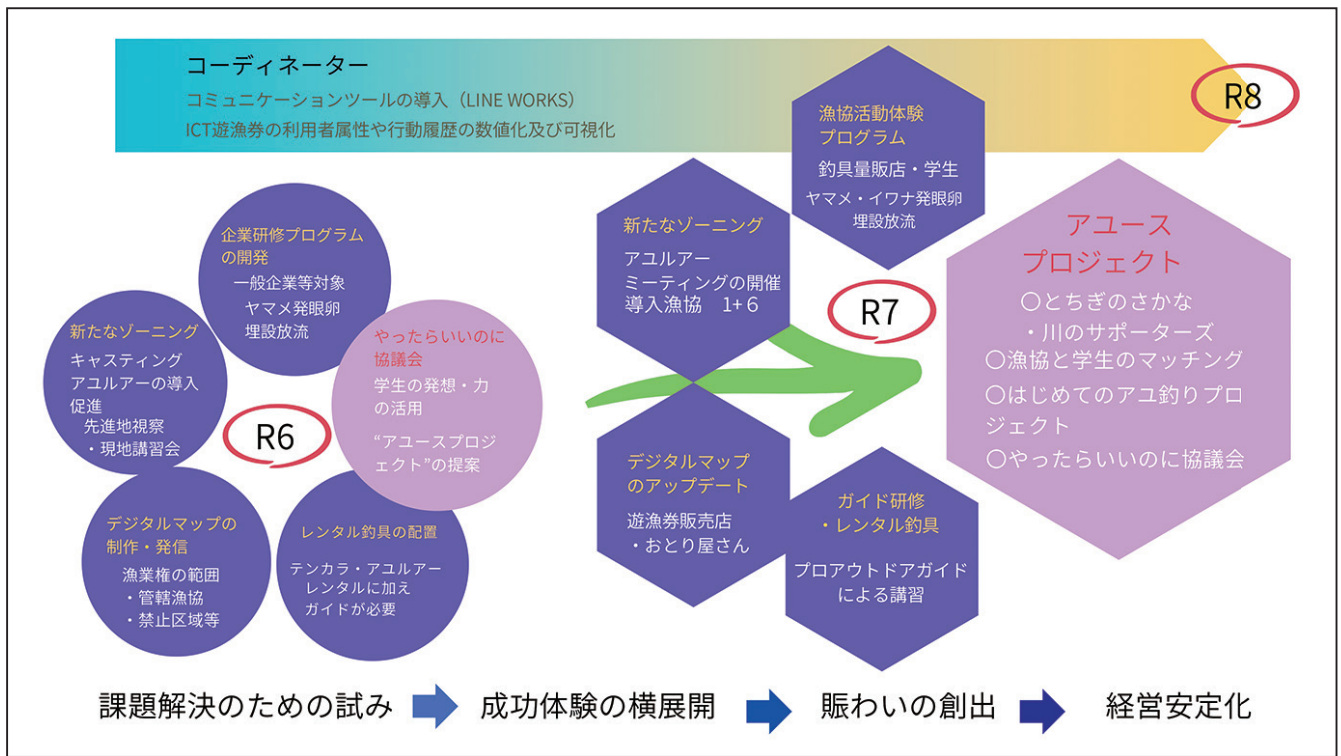 コーディネーター
コミュニケーションツールの導入（LINE WORKS）
ICT遊漁券の利用者属性や行動履歴の数値化及び可視化
R8
企業研修プログラム
の開発
一般企業等対象
ヤマメ発眼卵
埋設放流
新たなゾーニング
キャスティング
アユルアーの導入
促進
先進地視察
・現地講習会
R6
やったらいいのに
協議会
学生の発想・力
の活用
“アユースプロジ
ェクト”の提案
デジタルマップの
制作・発信
漁業権の範囲
・管轄漁協
・禁止区域等
レンタル釣具の配置
テンカラ・アユルアー
レンタルに加え
ガイドが必要
新たなゾーニング
アユルアー
ミーティングの開催
導入漁協　1+６
漁協活動体験
プログラム
釣具量販店・学生
ヤマメ・イワナ発眼卵
埋設放流
R7
デジタルマップ
のアップデート
遊漁券販売店
・おとり屋さん
ガイド研修
・レンタル釣具
プロアウトドアガイド
による講習
アユース
プロジェクト
〇とちぎのさかな
・川のサポーターズ
〇漁協と学生のマッチング
〇はじめてのアユ釣りプロ
ジェクト
〇やったらいいのに協議会
課題解決のための試み
成功体験の横展開
賑わいの創出
経営安定化